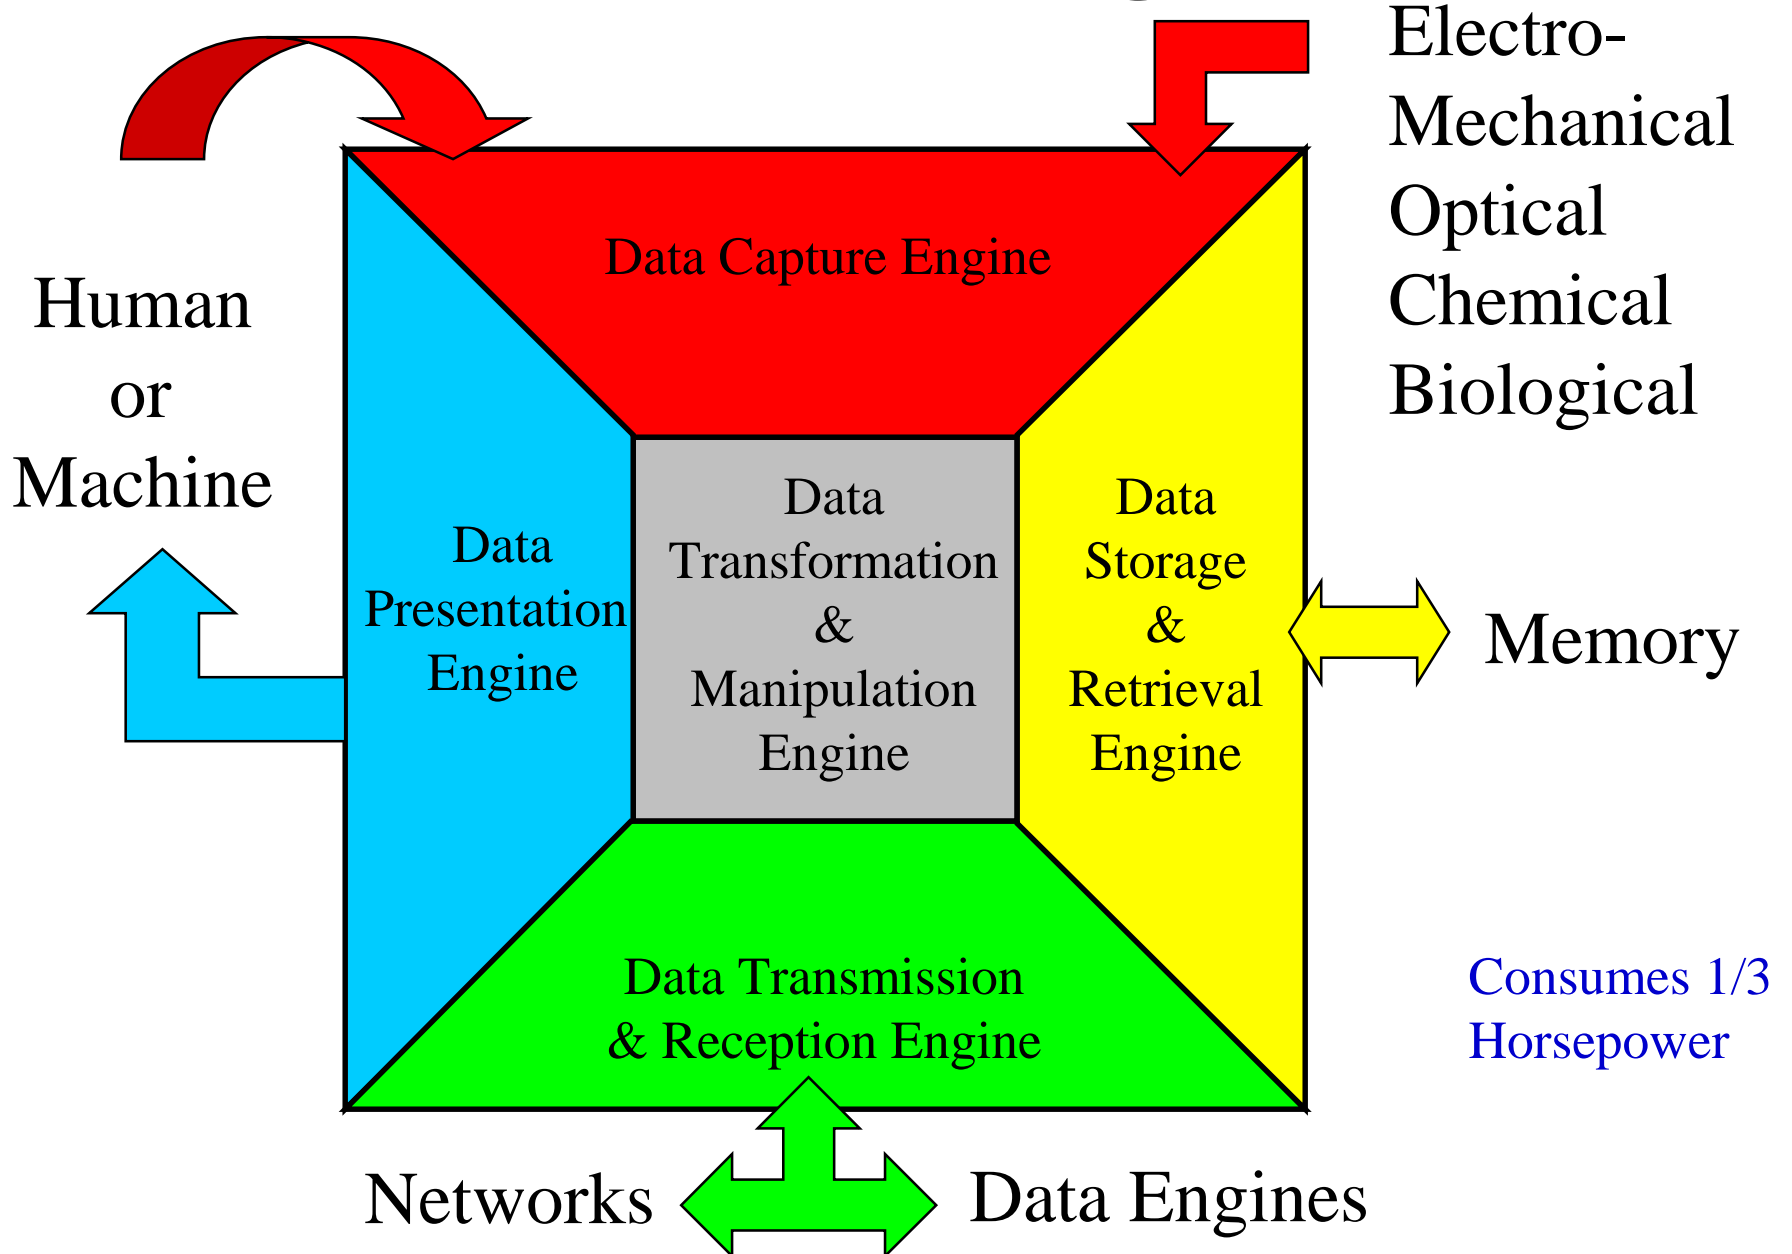 Electro-
Mechanical
Optical
Chemical
Biological
Human
or
Machine
Data Capture Engine
Data
Presentation
Engine
Data
Transformation
&
Manipulation
Engine
Data
Storage
&
Retrieval
Engine
Memory
Data Transmission
& Reception Engine
Consumes 1/3
Horsepower
Networks
Data Engines